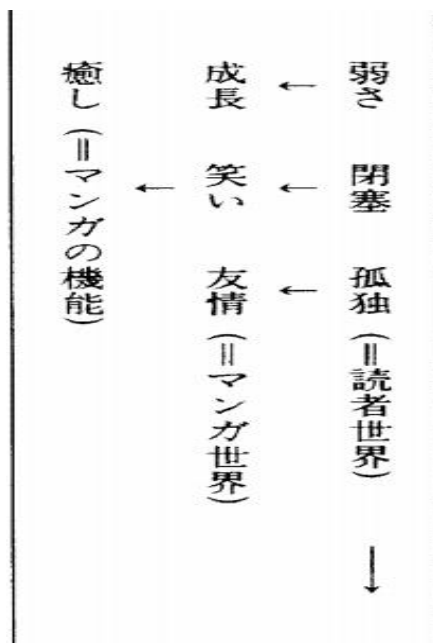 弱さ　閉塞　孤独（＝読者世界）→
←　←　←
成長　笑い　友情（＝マンガ世界）
←
癒し（＝マンガの機能）